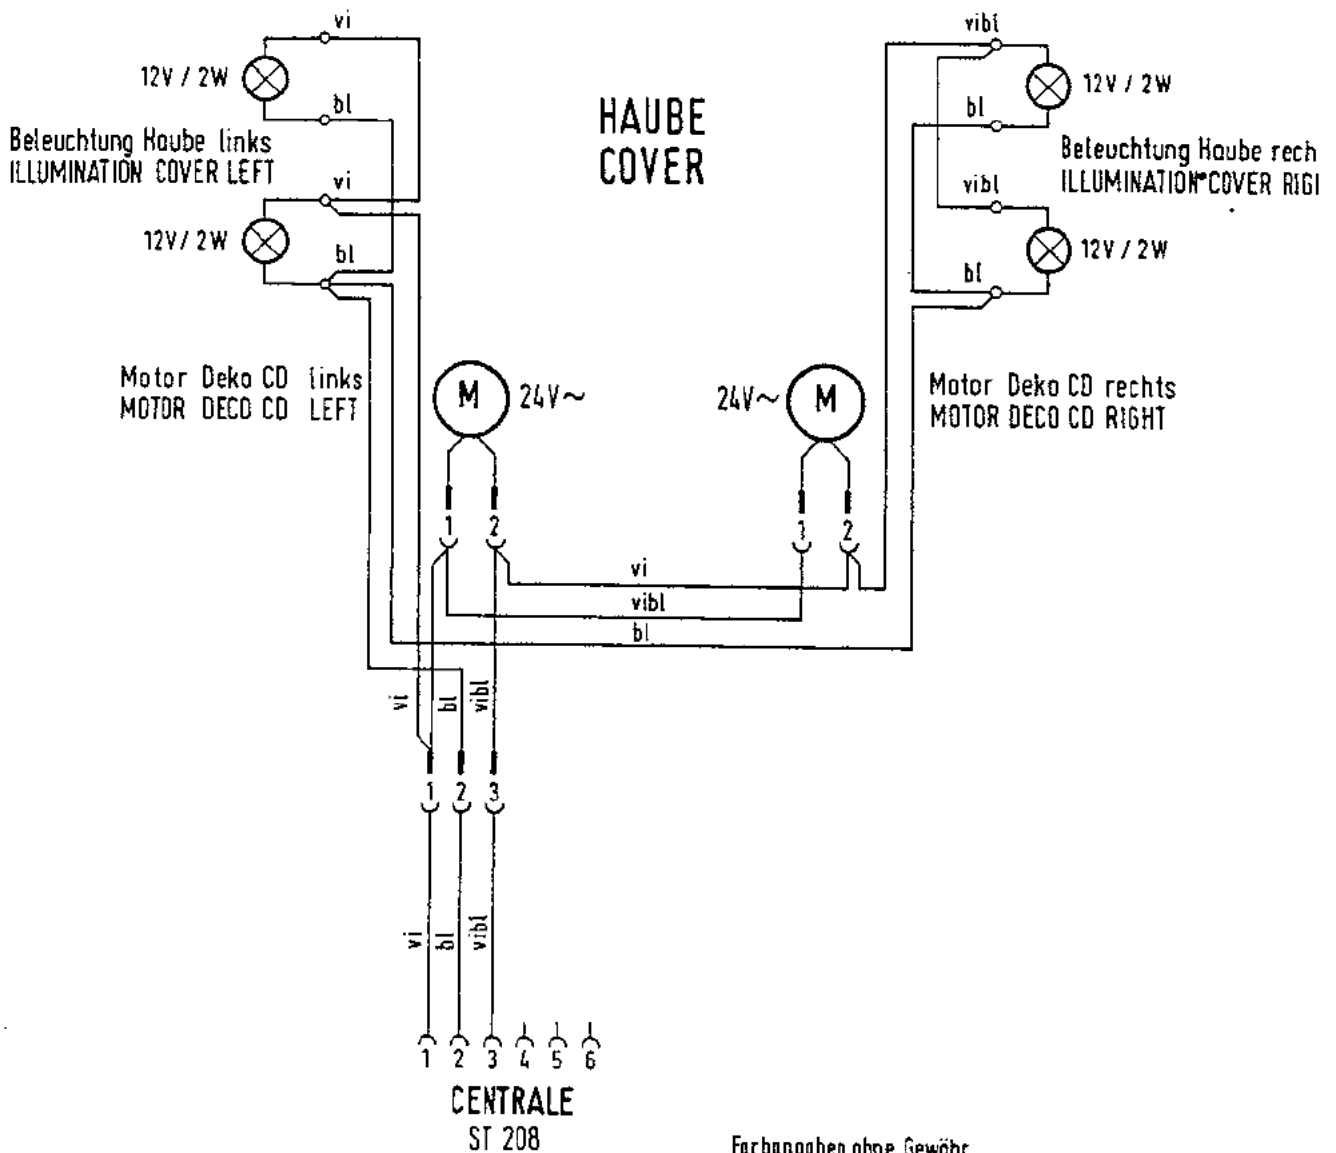 vi
12V / 2W
bl
Beleuchtung Haube links
ILLUMINATION COVER LEFT
vi
12V / 2W
bl
HAUBE
COVER
vibl
12V / 2W
bl
Beleuchtung Haube rech
ILLUMINATION COVER RIGI
vibl
12V / 2W
bl
Motor Deko CD links
MOTOR DECO CD LEFT
M
24V~
24V~
M
Motor Deko CD rechts
MOTOR DECO CD RIGHT
1 2
1 2
vi
vibl
bl
vi bl vibl
1 2 3
vi bl vibl
1 2 3 4 5 6
CENTRALE
ST 208
Farbangaben ohne Gewähr